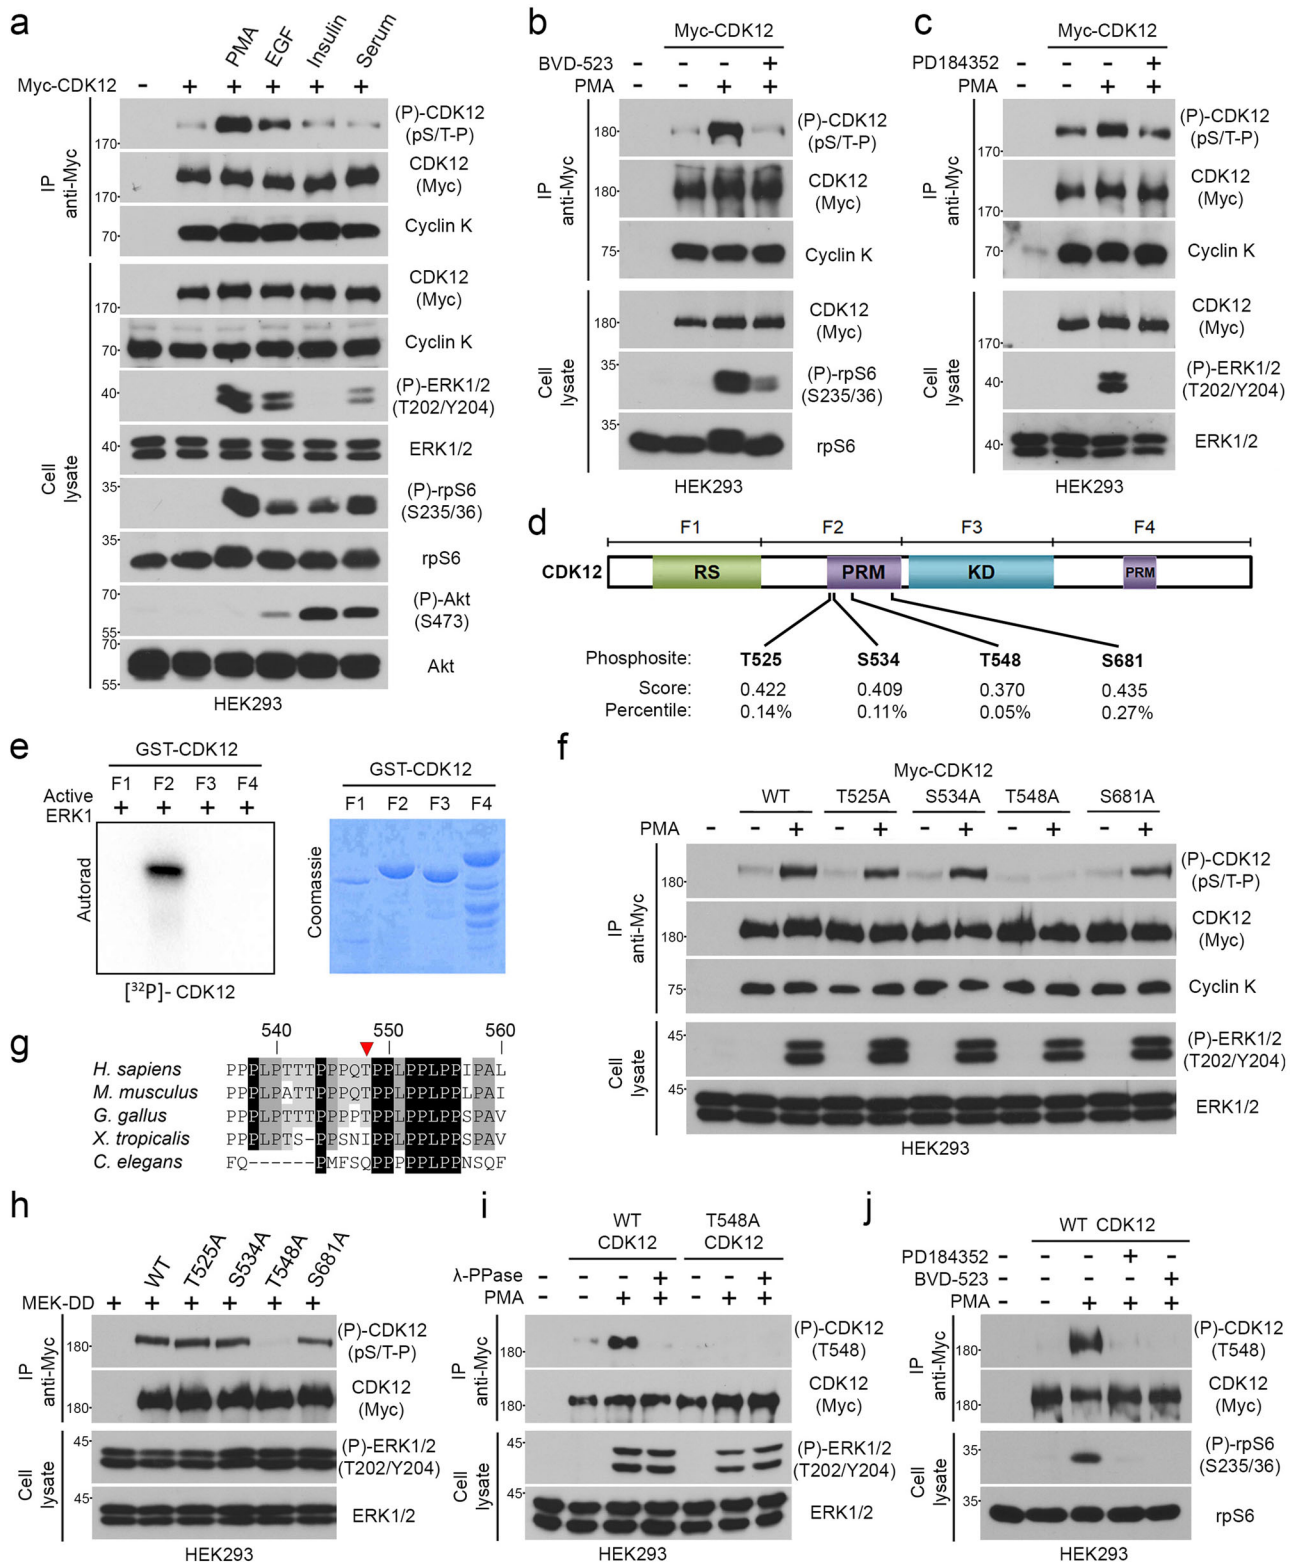 a
PMA
EGF
Insulin
Serum
Myc-CDK12 - + + + + +
IP
anti-Myc
170
(P)-CDK12
(pS/T-P)
170
CDK12
(Myc)
70
Cyclin K
Cell
lysate
170
CDK12
(Myc)
70
Cyclin K
40
(P)-ERK1/2
(T202/Y204)
40
ERK1/2
35
(P)-rpS6
(S235/36)
35
rpS6
70
55
(P)-Akt
(S473)
70
55
Akt
HEK293
b
Myc-CDK12
BVD-523 - - - +
PMA - - + +
IP
anti-Myc
180
(P)-CDK12
(pS/T-P)
180
CDK12
(Myc)
75
Cyclin K
Cell
lysate
180
CDK12
(Myc)
35
(P)-rpS6
(S235/36)
35
rpS6
HEK293
c
Myc-CDK12
PD184352 - - - +
PMA - - + +
IP
anti-Myc
170
(P)-CDK12
(pS/T-P)
170
CDK12
(Myc)
70
Cyclin K
Cell
lysate
170
CDK12
(Myc)
40
(P)-ERK1/2
(T202/Y204)
40
ERK1/2
HEK293
d
F1 F2 F3 F4
CDK12 RS PRM KD PRM
Phosphosite: T525 S534 T548 S681
Score: 0.422 0.409 0.370 0.435
Percentile: 0.14% 0.11% 0.05% 0.27%
e
GST-CDK12
F1 F2 F3 F4
Active
ERK1
+ + + +
Autorad
[³²P]- CDK12
GST-CDK12
F1 F2 F3 F4
Coomassie
f
Myc-CDK12
WT T525A S534A T548A S681A
PMA - - + - + - + - + - +
IP
anti-Myc
180
(P)-CDK12
(pS/T-P)
180
CDK12
(Myc)
75
Cyclin K
Cell
lysate
45
(P)-ERK1/2
(T202/Y204)
45
ERK1/2
HEK293
g
540 550 560
H. sapiens PPPLPTTTPPPQTPPLPPLPPIPAL
M. musculus PPPLPATTPPPQTPPLPPLPPLPAI
G. gallus PPPLPTTTPPPPTPPLPPLPPSPAV
X. tropicalis PPPLPTS-PPSNIPPLPPLPPSPAV
C. elegans FQ------PMFSQPPPPPLPPNSQF
h
WT
T525A
S534A
T548A
S681A
MEK-DD + + + + + +
IP
anti-Myc
180
(P)-CDK12
(pS/T-P)
180
CDK12
(Myc)
Cell
lysate
45
(P)-ERK1/2
(T202/Y204)
45
ERK1/2
HEK293
i
WT
CDK12
T548A
CDK12
λ-PPase - - - + - - +
PMA - - + + - + +
IP
anti-Myc
180
(P)-CDK12
(T548)
180
CDK12
(Myc)
Cell
lysate
45
(P)-ERK1/2
(T202/Y204)
45
ERK1/2
HEK293
j
WT CDK12
PD184352 - - - + -
BVD-523 - - - - +
PMA - - + + +
IP
anti-Myc
180
(P)-CDK12
(T548)
180
CDK12
(Myc)
Cell
lysate
35
(P)-rpS6
(S235/36)
35
rpS6
HEK293